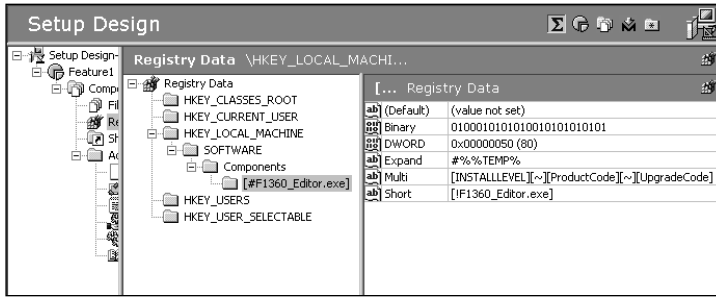 Setup Design
Setup Design-
Feature1
Comp
Fil
Re
Sh
Ac
Registry Data \HKEY_LOCAL_MACHI...
Registry Data
HKEY_CLASSES_ROOT
HKEY_CURRENT_USER
HKEY_LOCAL_MACHINE
SOFTWARE
Components
[#F1360_Editor.exe]
HKEY_USERS
HKEY_USER_SELECTABLE
[... Registry Data
(Default) (value not set)
Binary 0100010101010010101010101
DWORD 0x00000050 (80)
Expand #%%TEMP%
Multi [INSTALLLEVEL][~][ProductCode][~][UpgradeCode]
Short [!F1360_Editor.exe]